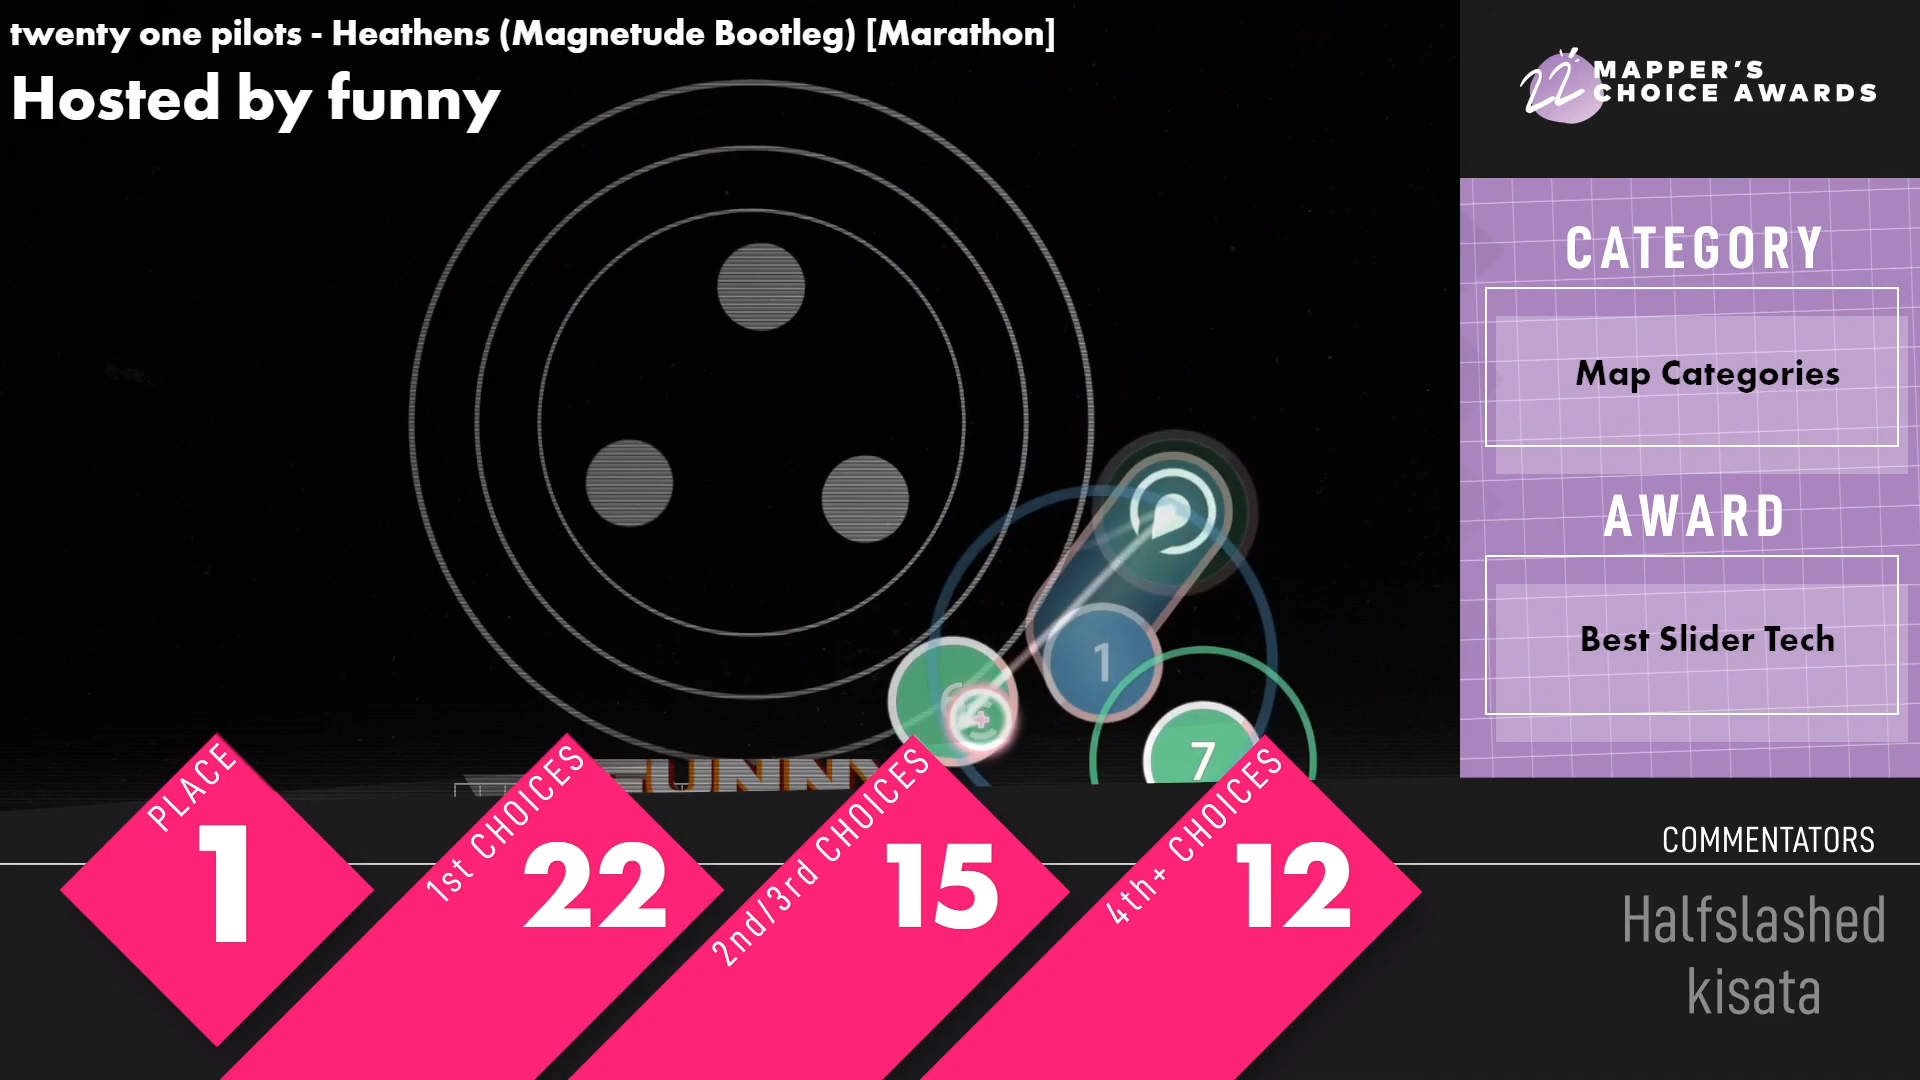 twenty one pilots - Heathens (Magnetude Bootleg) [Marathon]
Hosted by funny
22 MAPPER'S
CHOICE AWARDS
CATEGORY
Map Categories
AWARD
Best Slider Tech
1
6
7
FUNNY
PLACE
1
1st CHOICES
22
2nd/3rd CHOICES
15
4th+ CHOICES
12
COMMENTATORS
Halfslashed
kisata